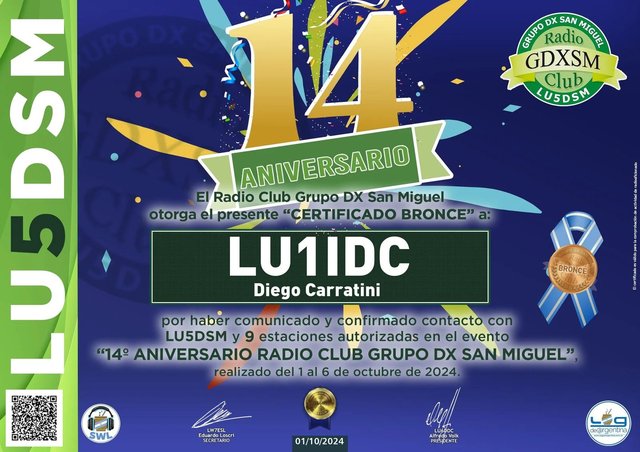 LU5DSM
14
ANIVERSARIO
GRUPO DX SAN MIGUEL
Radio
GDXSM
Club
LU5DSM
El Radio Club Grupo DX San Miguel
otorga el presente “CERTIFICADO BRONCE” a:
LU1IDC
Diego Carratini
BRONCE
por haber comunicado y confirmado contacto con
LU5DSM y 9 estaciones autorizadas en el evento
“14º ANIVERSARIO RADIO CLUB GRUPO DX SAN MIGUEL”,
realizado del 1 al 6 de octubre de 2024.
SWL
LW7ESL
Eduardo Loscri
SECRETARIO
01/10/2024
Alfredo Volk
PRESIDENTE